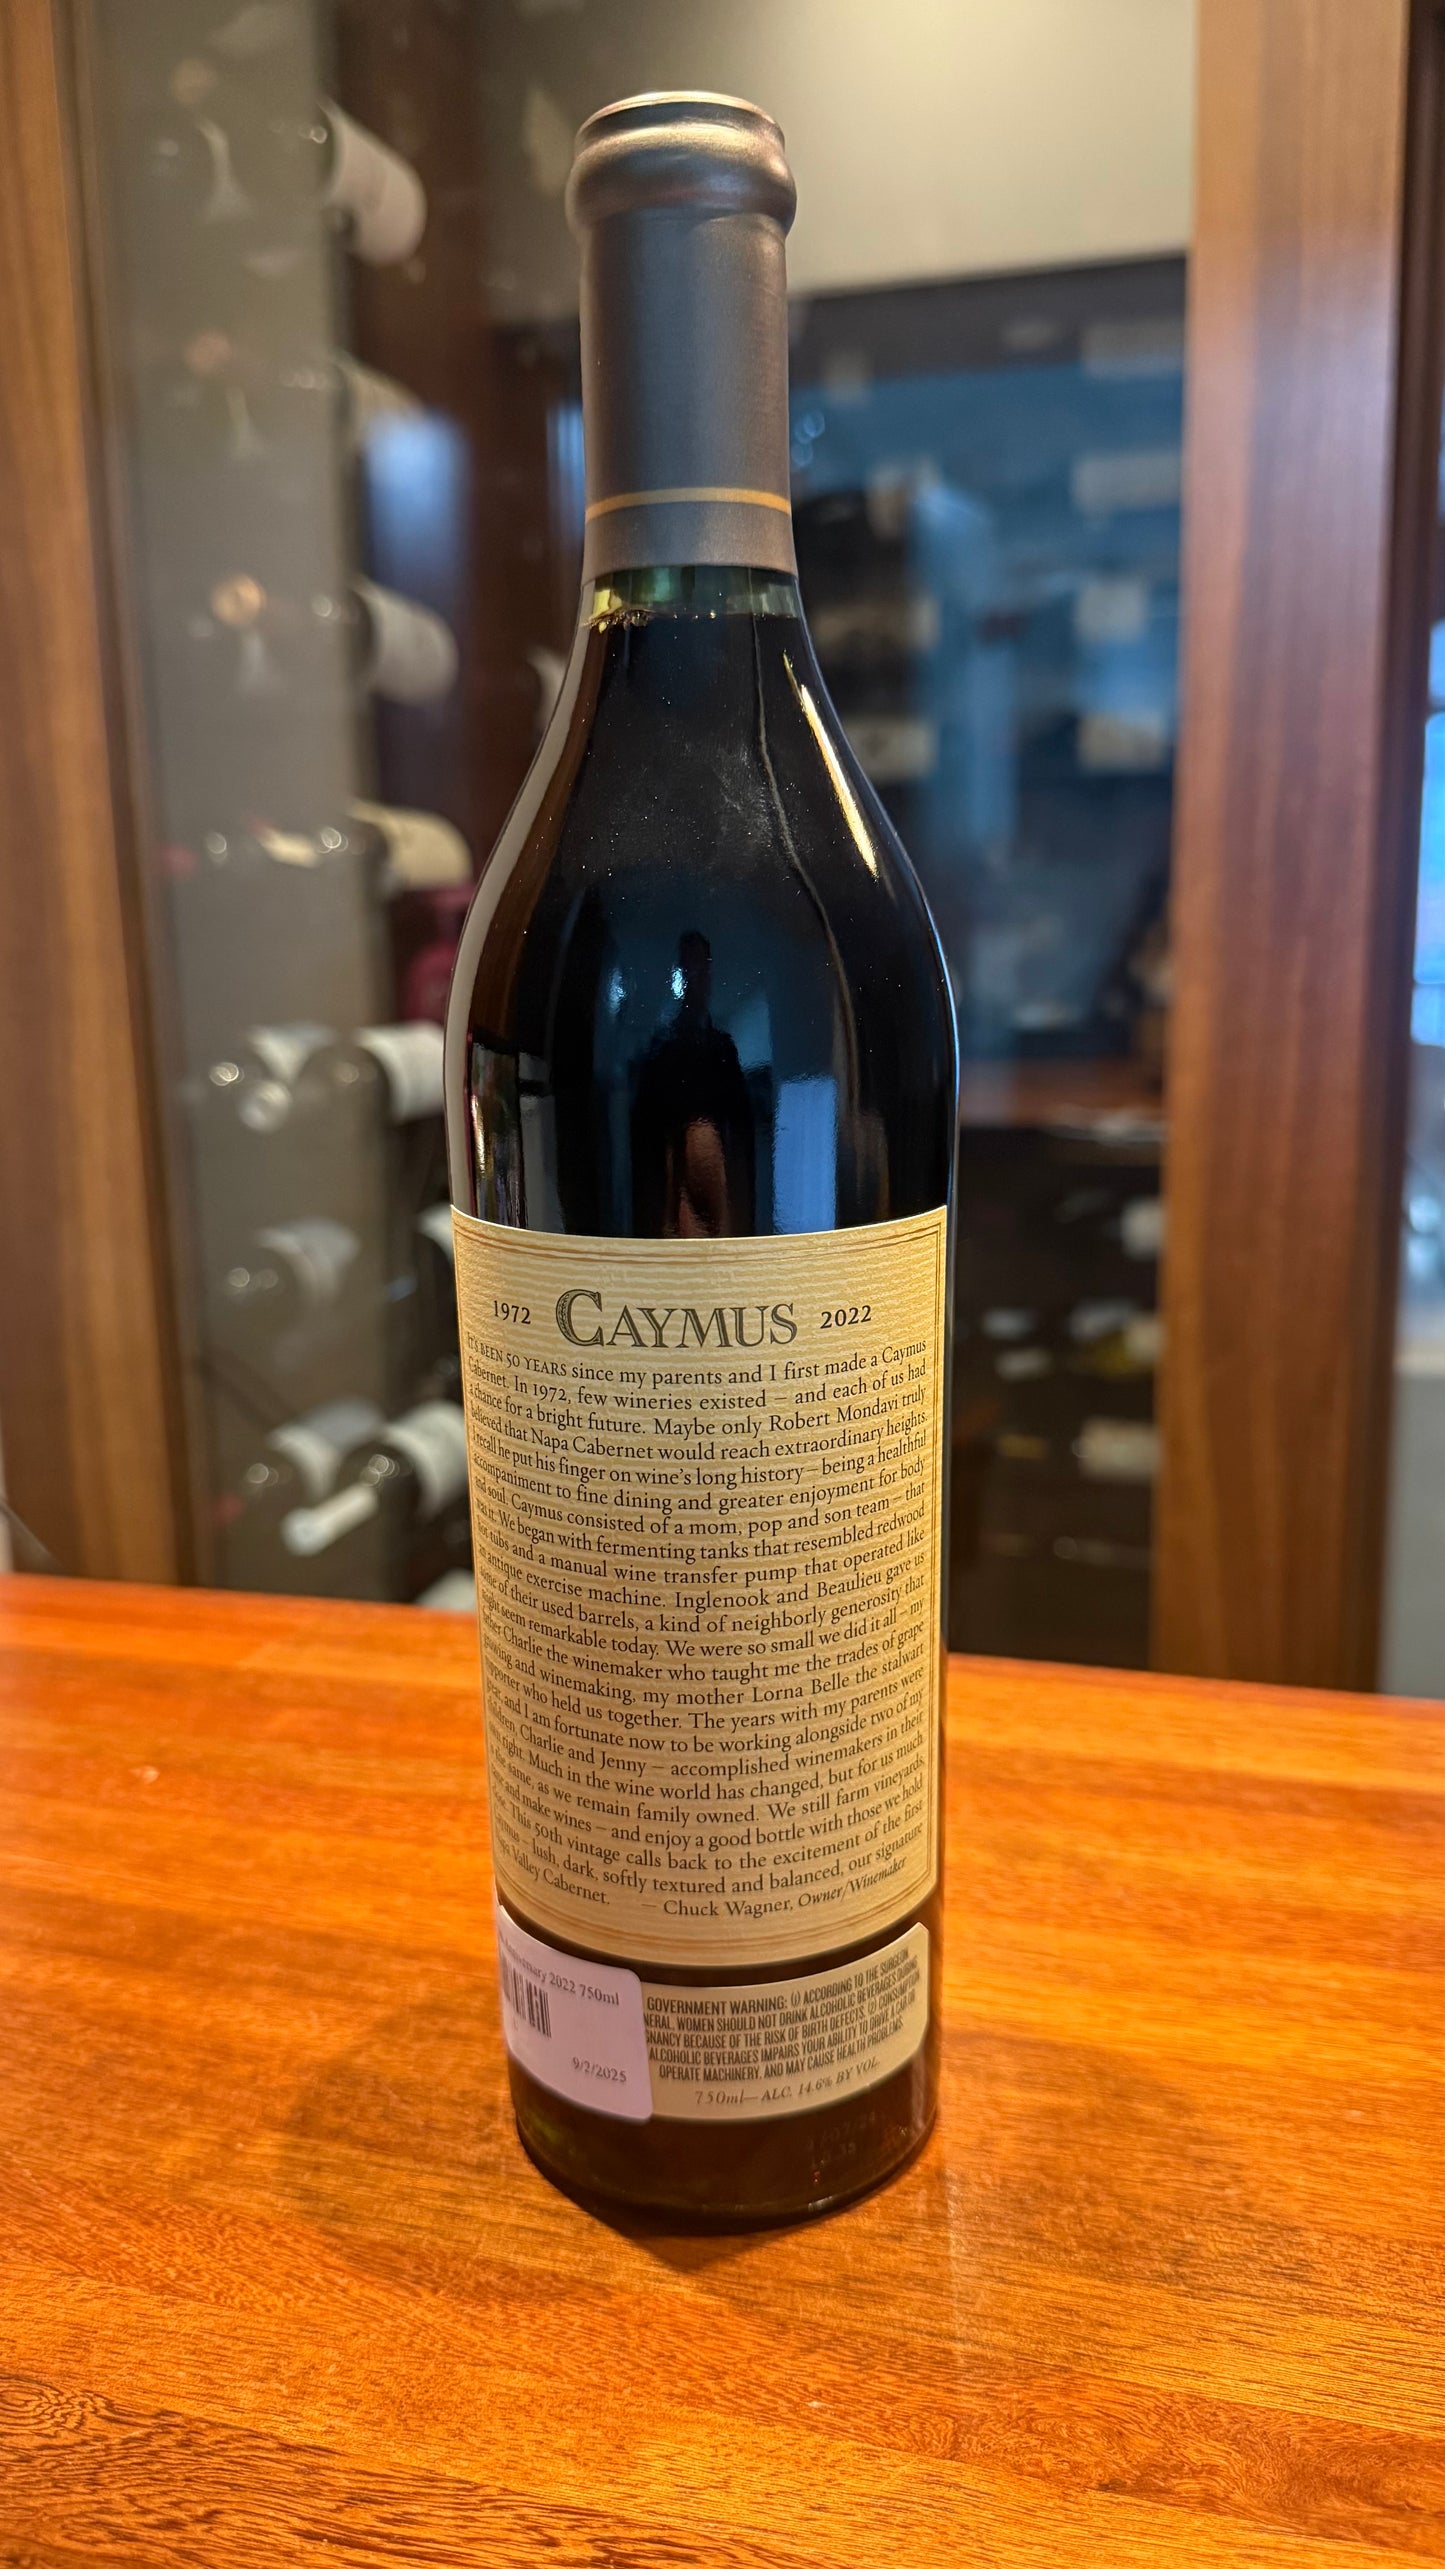 1972 CAYMUS 2022
IT'S BEEN 50 YEARS since my parents and I first made a Caymus
Cabernet. In 1972, few wineries existed — and each of us had
a chance for a bright future. Maybe only Robert Mondavi truly
believed that Napa Cabernet would reach extraordinary heights.
I recall he put his finger on wine's long history — being a healthful
accompaniment to fine dining and greater enjoyment for body
and soul. Caymus consisted of a mom, pop and son team — that
was it. We began with fermenting tanks that resembled redwood
hot tubs and a manual wine transfer pump that operated like
an antique exercise machine. Inglenook and Beaulieu gave us
some of their used barrels, a kind of neighborly generosity that
might seem remarkable today. We were so small we did it all – my
father Charlie the winemaker who taught me the trades of grape
growing and winemaking, my mother Lorna Belle the stalwart
supporter who held us together. The years with my parents were
and I am fortunate now to be working alongside two of my
children, Charlie and Jenny — accomplished winemakers in their
own right. Much in the wine world has changed, but for us much
is the same, as we remain family owned. We still farm vineyards,
and make wines — and enjoy a good bottle with those we hold
This 50th vintage calls back to the excitement of the first
Caymus – lush, dark, softly textured and balanced, our signature
Napa Valley Cabernet. — Chuck Wagner, Owner/Winemaker
Anniversary 2022 750ml
9/2/2025
GOVERNMENT WARNING: (1) ACCORDING TO THE SURGEON
WOMEN SHOULD NOT DRINK ALCOHOLIC BEVERAGES DURING
BECAUSE OF THE RISK OF BIRTH DEFECTS. (2) CONSUMPTION
ALCOHOLIC BEVERAGES IMPAIRS YOUR ABILITY TO DRIVE A CAR OR
OPERATE MACHINERY, AND MAY CAUSE HEALTH PROBLEMS.
750ml— ALC. 14.6% BY VOL.